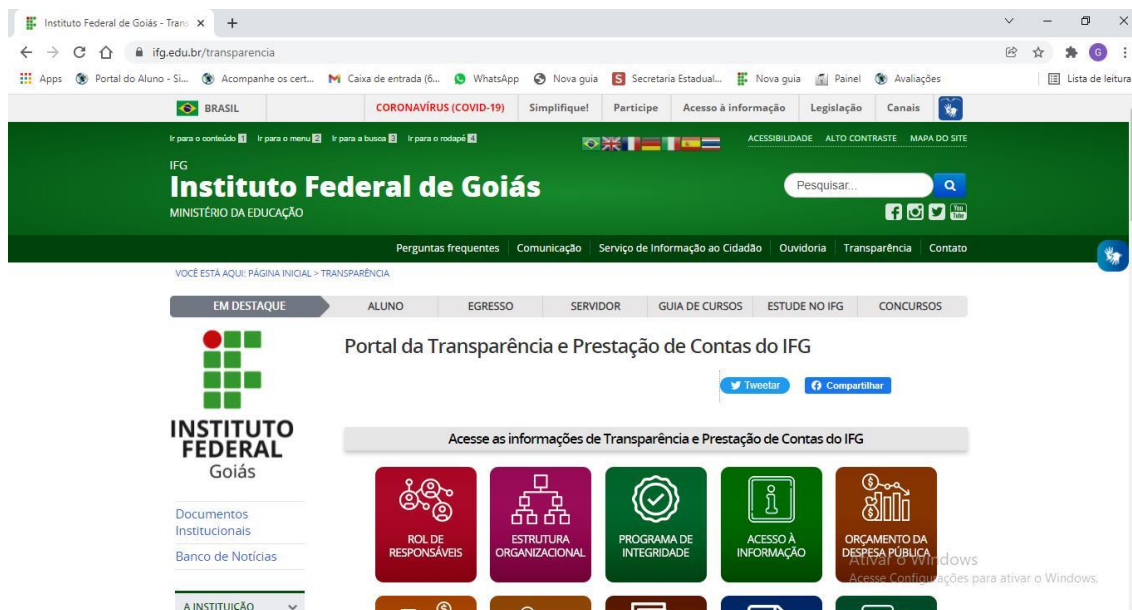 Instituto Federal de Goiás - Trans
ifg.edu.br/transparencia
G
Apps Portal do Aluno - Si... Acompanhe os cert... Caixa de entrada (6... WhatsApp Nova guia Secretaria Estadual... Nova guia Painel Avaliações Lista de leitura
BRASIL CORONAVÍRUS (COVID-19) Simplifique! Participe Acesso à informação Legislação Canais
Ir para o conteúdo 1 Ir para o menu 2 Ir para a busca 3 Ir para o rodapé 4 ACESSIBILIDADE ALTO CONTRASTE MAPA DO SITE
IFG
Instituto Federal de Goiás
Pesquisar...
MINISTÉRIO DA EDUCAÇÃO
You Tube
Perguntas frequentes Comunicação Serviço de Informação ao Cidadão Ouvidoria Transparência Contato
VOCÊ ESTÁ AQUI: PÁGINA INICIAL > TRANSPARÊNCIA
EM DESTAQUE ALUNO EGRESSO SERVIDOR GUIA DE CURSOS ESTUDE NO IFG CONCURSOS
Portal da Transparência e Prestação de Contas do IFG
Tweetar Compartilhar
INSTITUTO
FEDERAL
Goiás
Acesse as informações de Transparência e Prestação de Contas do IFG
ROL DE
RESPONSÁVEIS
ESTRUTURA
ORGANIZACIONAL
PROGRAMA DE
INTEGRIDADE
ACESSO À
INFORMAÇÃO
ORÇAMENTO DA
DESPESA PÚBLICA
Documentos
Institucionais
Banco de Notícias
A INSTITUIÇÃO
Ativar o Windows
Acesse Configurações para ativar o Windows.